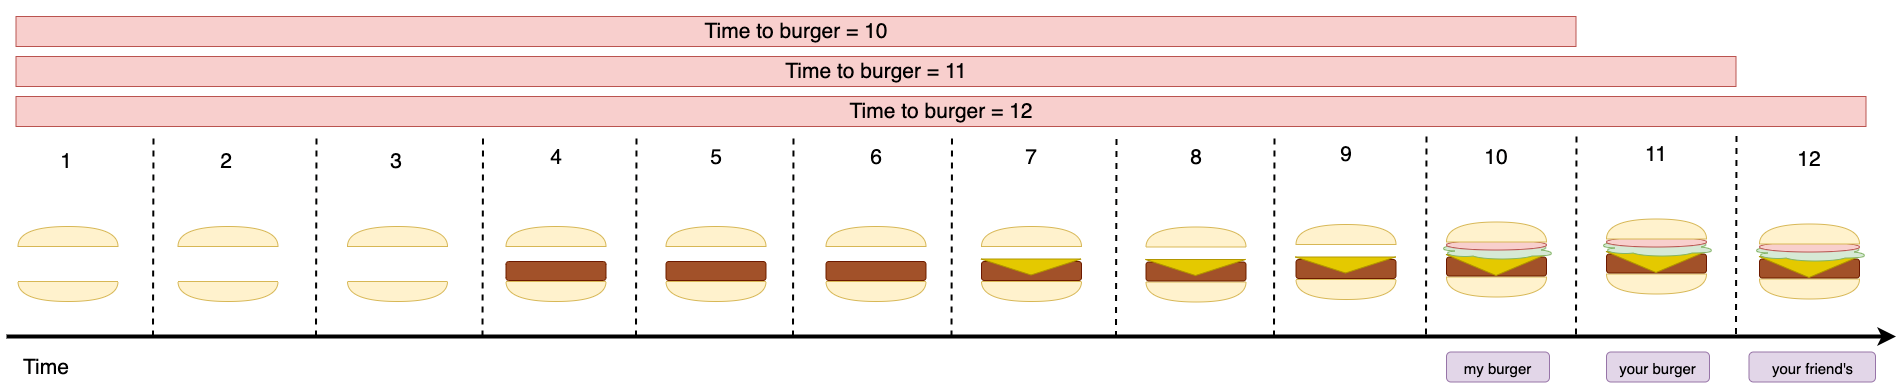 Time to burger = 10
Time to burger = 11
Time to burger = 12
1 2 3 4 5 6 7 8 9 10 11 12
Time
my burger your burger your friend's